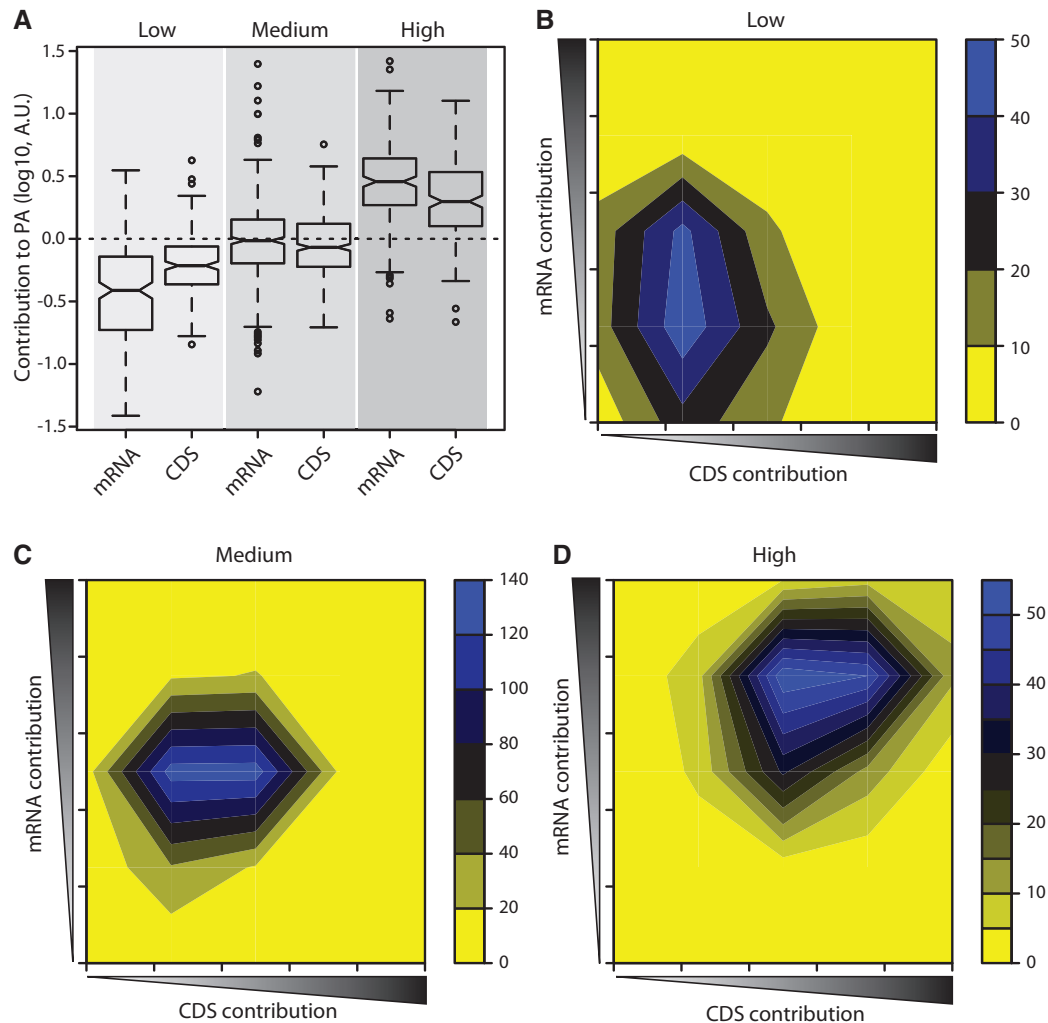 A
Low
Medium
High
Contribution to PA (log10, A.U.)
1.5
1.0
0.5
0.0
-0.5
-1.0
-1.5
mRNA
CDS
mRNA
CDS
mRNA
CDS
B
Low
mRNA contribution
CDS contribution
50
40
30
20
10
0
C
Medium
mRNA contribution
CDS contribution
140
120
100
80
60
40
20
0
D
High
mRNA contribution
CDS contribution
50
40
30
20
10
0